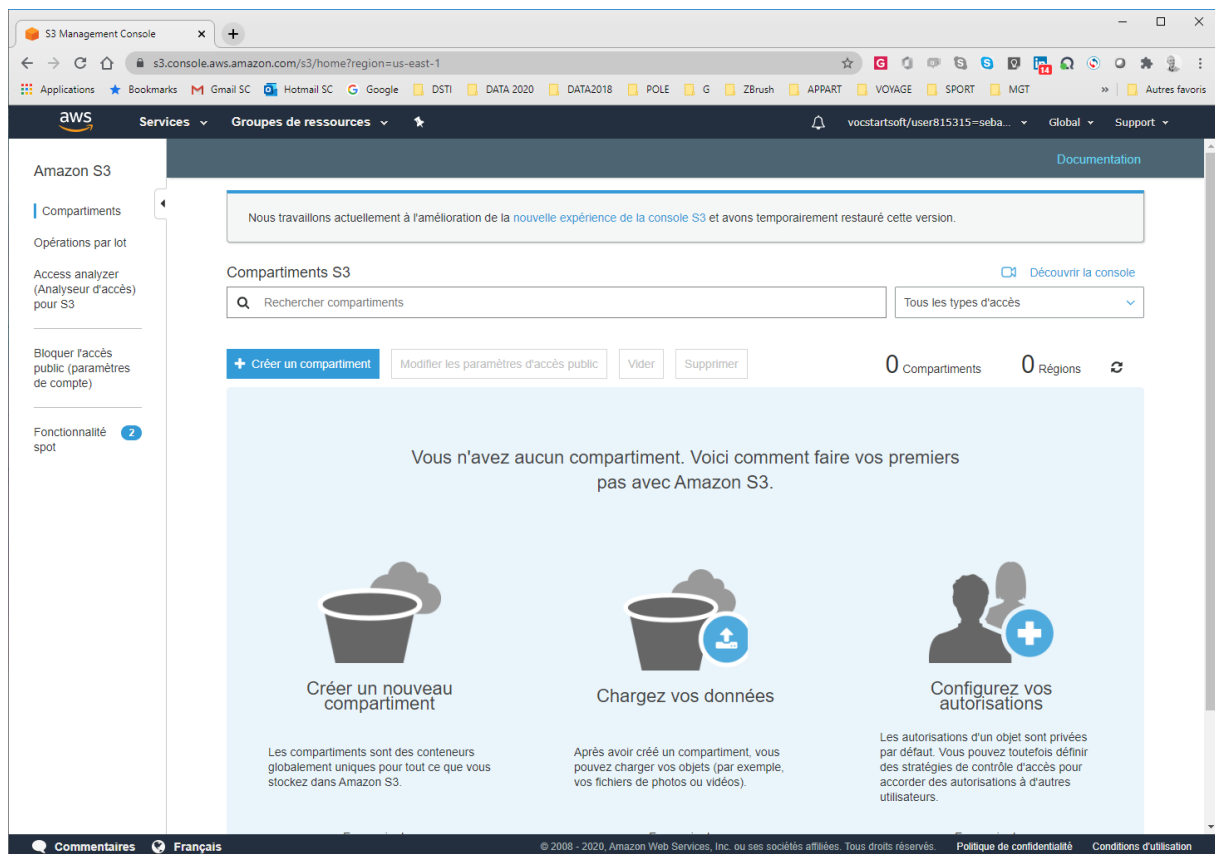 S3 Management Console
s3.console.aws.amazon.com/s3/home?region=us-east-1
14
Applications Bookmarks Gmail SC Hotmail SC Google DSTI DATA 2020 DATA2018 POLE G ZBrush APPART VOYAGE SPORT MGT » Autres favoris
aws Services Groupes de ressources vocstartsoft/user815315=seba... Global Support
Amazon S3
Documentation
Compartiments
Opérations par lot
Access analyzer
(Analyseur d'accès)
pour S3
Bloquer l'accès
public (paramètres
de compte)
Fonctionnalité 2
spot
Nous travaillons actuellement à l'amélioration de la nouvelle expérience de la console S3 et avons temporairement restauré cette version.
Compartiments S3
Découvrir la console
Rechercher compartiments
Tous les types d'accès
+ Créer un compartiment Modifier les paramètres d'accès public Vider Supprimer
0 Compartiments 0 Régions
Vous n'avez aucun compartiment. Voici comment faire vos premiers
pas avec Amazon S3.
Créer un nouveau
compartiment
Les compartiments sont des conteneurs
globalement uniques pour tout ce que vous
stockez dans Amazon S3.
Chargez vos données
Après avoir créé un compartiment, vous
pouvez charger vos objets (par exemple,
vos fichiers de photos ou vidéos).
Configurez vos
autorisations
Les autorisations d'un objet sont privées
par défaut. Vous pouvez toutefois définir
des stratégies de contrôle d'accès pour
accorder des autorisations à d'autres
utilisateurs.
Commentaires Français © 2008 - 2020, Amazon Web Services, Inc. ou ses sociétés affiliées. Tous droits réservés. Politique de confidentialité Conditions d'utilisation